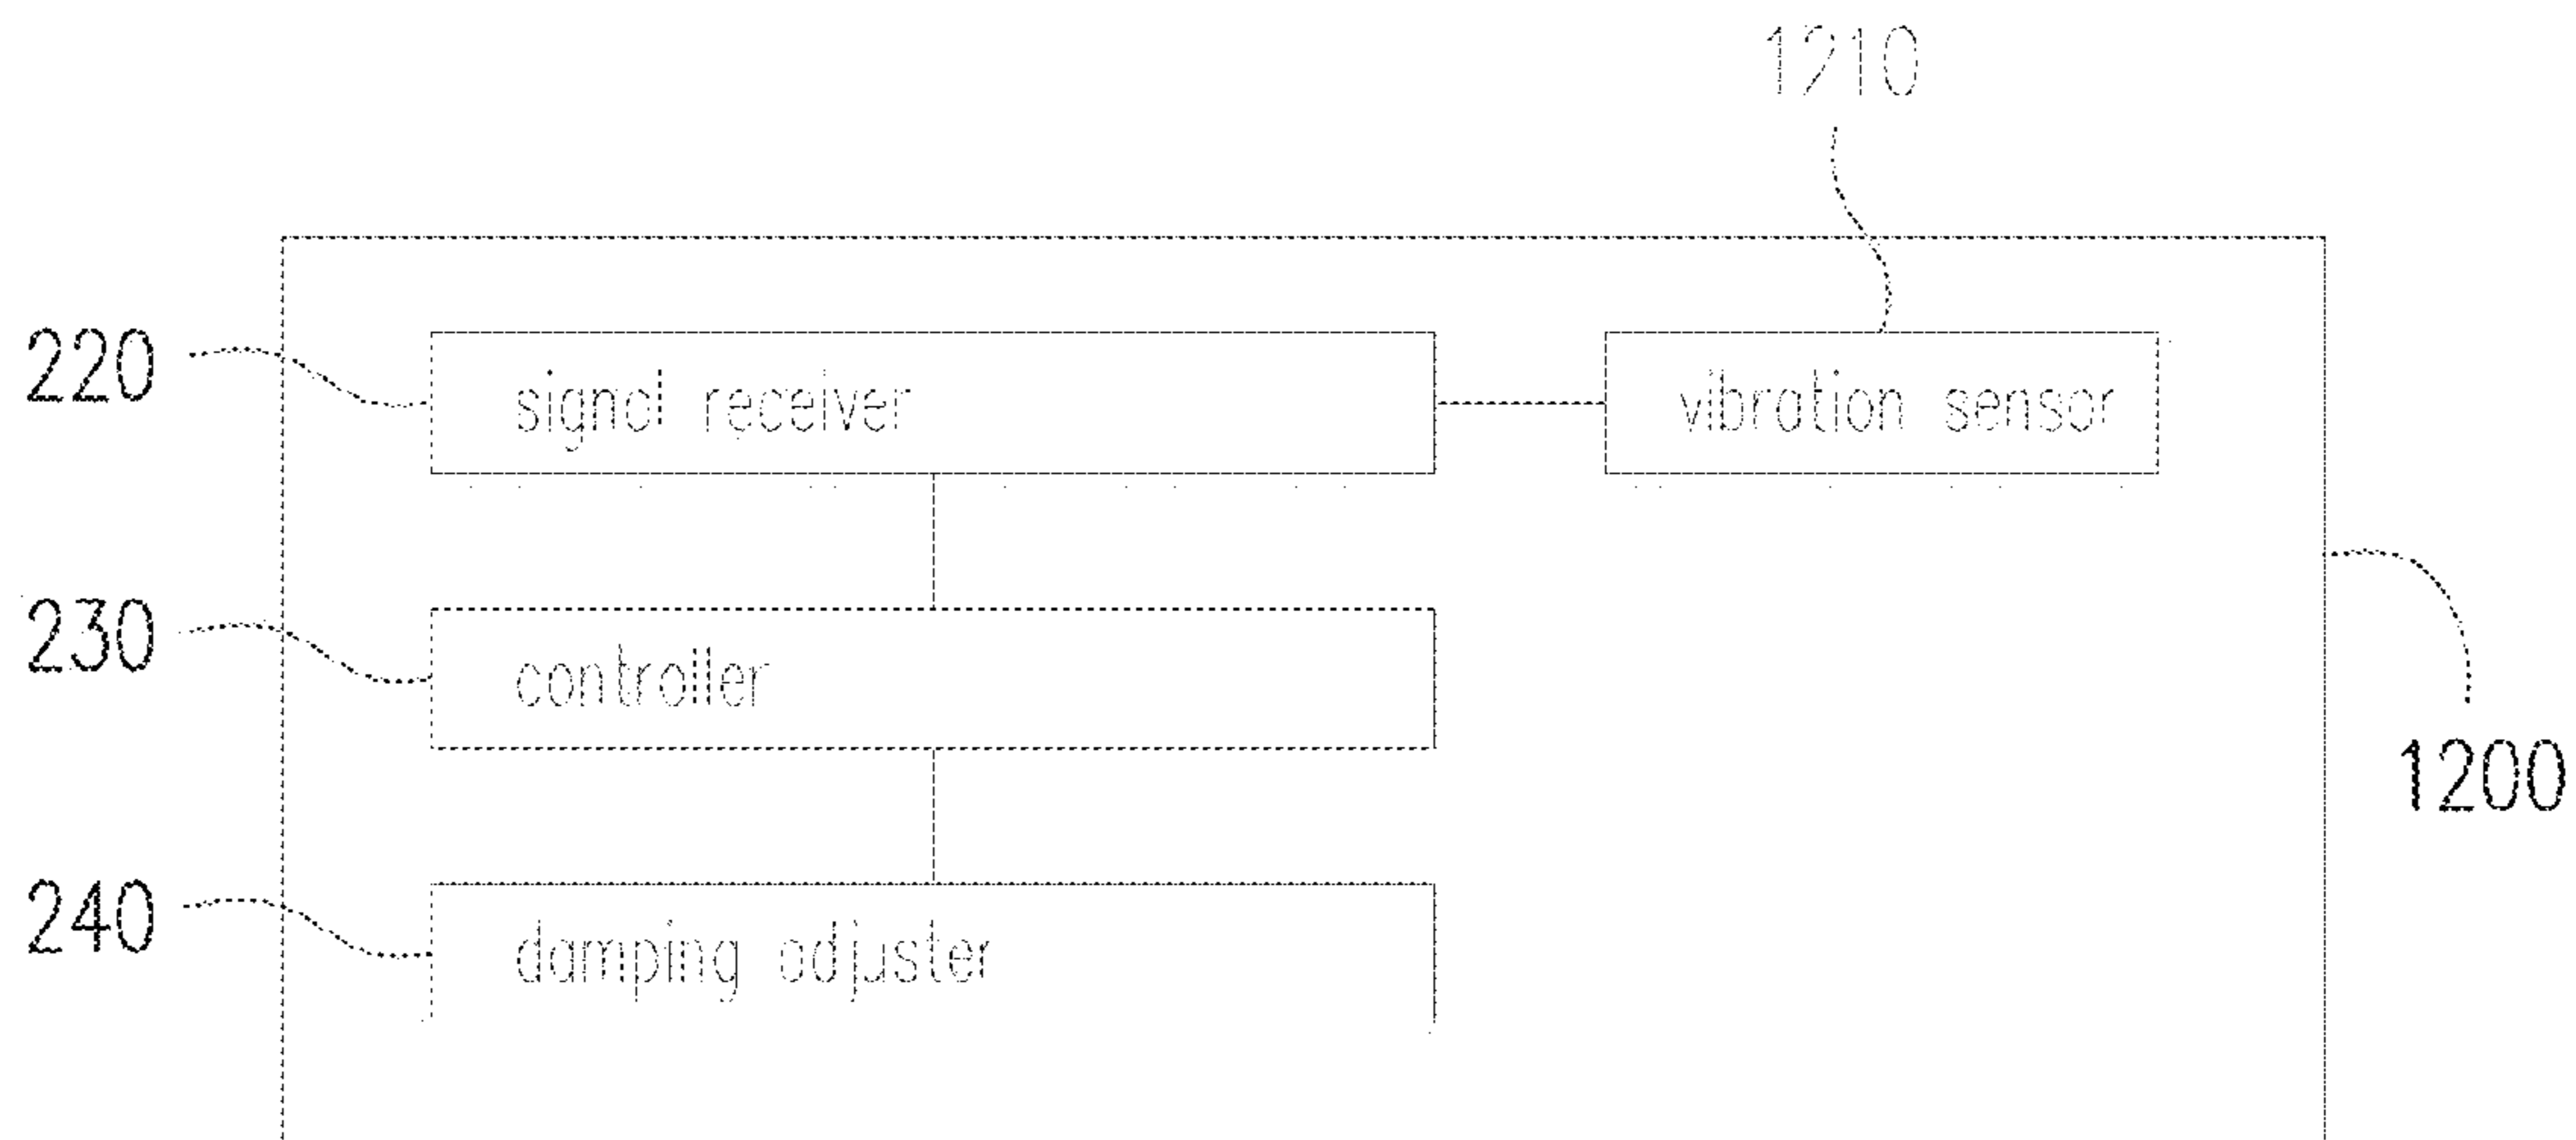 1210
220
signal receiver
vibration sensor
230
controller
1200
240
damping adjuster